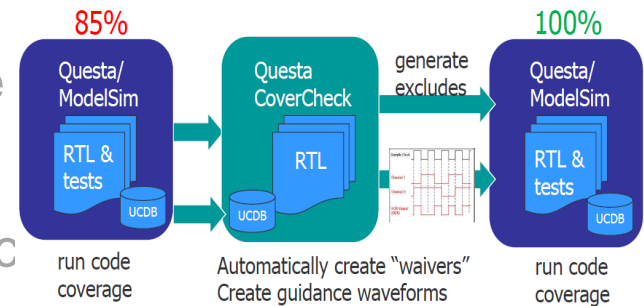 85%
100%
Questa/
ModelSim
RTL &
tests
UCDB
run code
coverage
Questa
CoverCheck
RTL
UCDB
Automatically create “waivers”
Create guidance waveforms
generate
excludes
Questa/
ModelSim
RTL &
tests
UCDB
run code
coverage